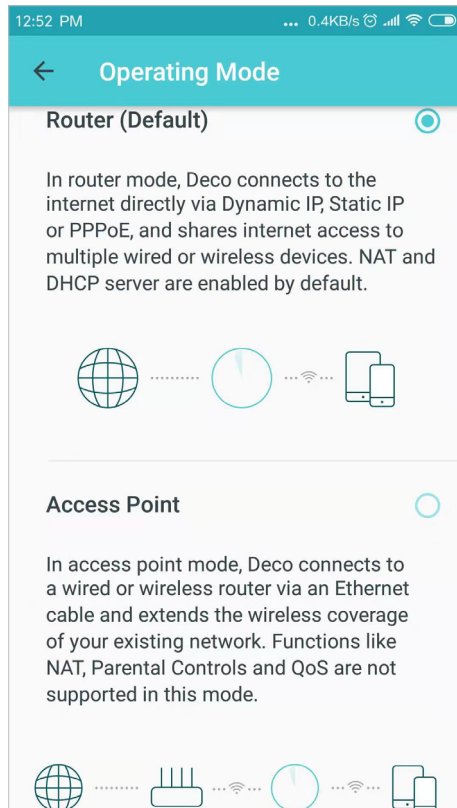 12:52 PM ... 0.4KB/s
Operating Mode
Router (Default)
In router mode, Deco connects to the
internet directly via Dynamic IP, Static IP
or PPPoE, and shares internet access to
multiple wired or wireless devices. NAT and
DHCP server are enabled by default.
Access Point
In access point mode, Deco connects to
a wired or wireless router via an Ethernet
cable and extends the wireless coverage
of your existing network. Functions like
NAT, Parental Controls and QoS are not
supported in this mode.